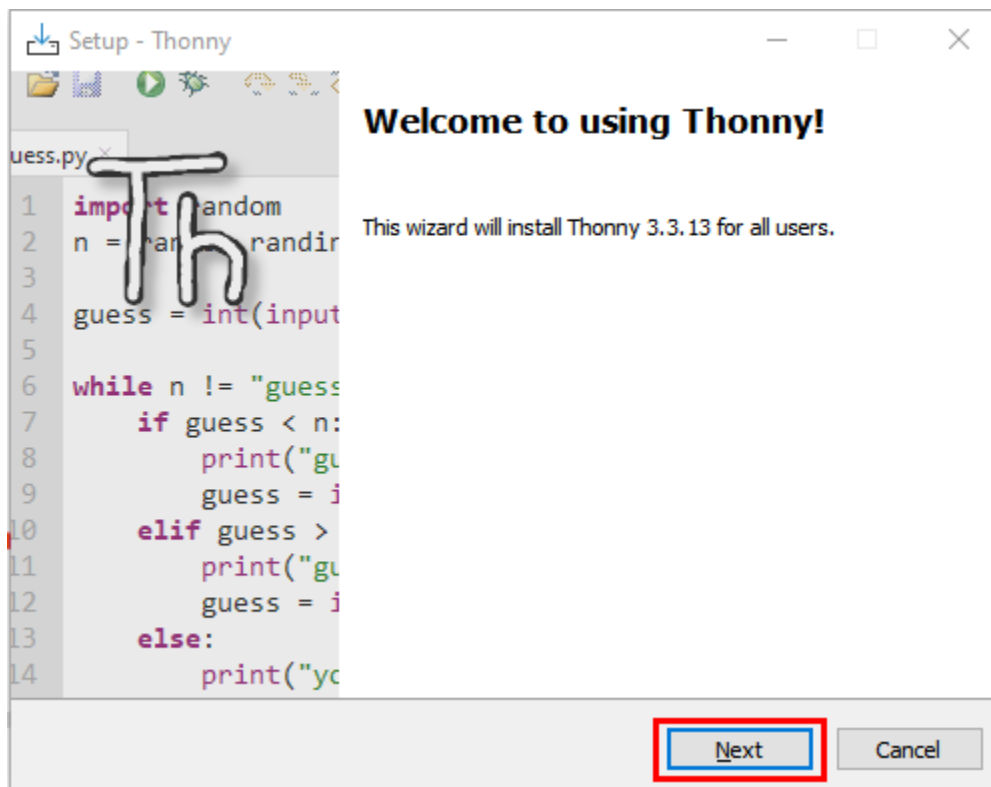 Setup - Thonny
Welcome to using Thonny!
This wizard will install Thonny 3.3.13 for all users.
uess.py
Th
1 import random
2 n = randin
3
4 guess = int(input
5
6 while n != "guess
7 if guess < n:
8 print("gu
9 guess = i
10 elif guess >
11 print("gu
12 guess = i
13 else:
14 print("yo
Next
Cancel